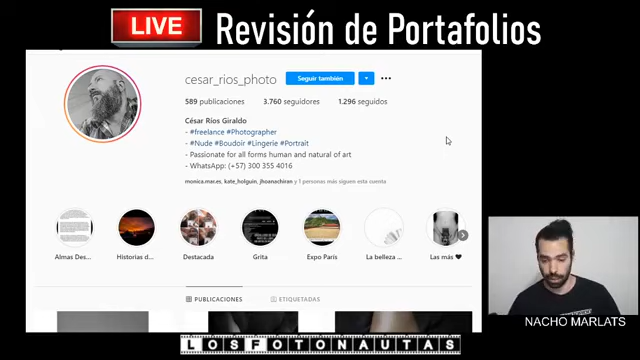 LIVE Revisión de Portafolios
cesar_rios_photo Seguir también
589 publicaciones 3.760 seguidores 1.296 seguidos
César Ríos Giraldo
- #freelance #Photographer
- #Nude #Boudoir #Lingerie #Portrait
- Passionate for all forms human and natural of art
- WhatsApp: (+57) 300 355 4016
monica.mar.es, kate_holguin, jhoanachiran y 1 personas más siguen esta cuenta
Almas Des... Historias d... Destacada Grita Expo París La belleza ... Las más ♥
PUBLICACIONES ETIQUETADAS
NACHO MARLATS
LOSFOTONAUTAS